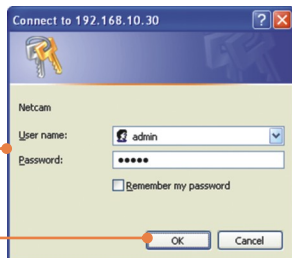 Connect to 192.168.10.30
Netcam
User name:
admin
Password:
•••••
Remember my password
OK
Cancel